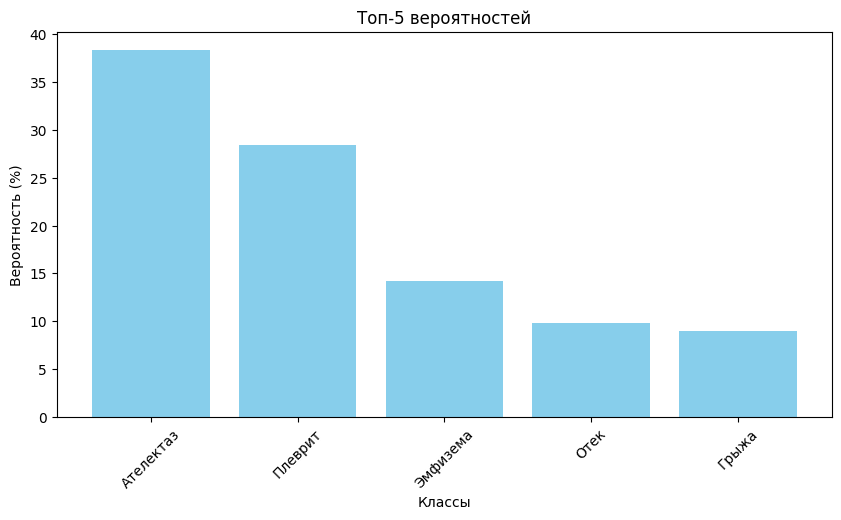 Топ-5 вероятностей
Вероятность (%)
40
35
30
25
20
15
10
5
0
Ателектаз
Плеврит
Эмфизема
Отек
Грыжа
Классы